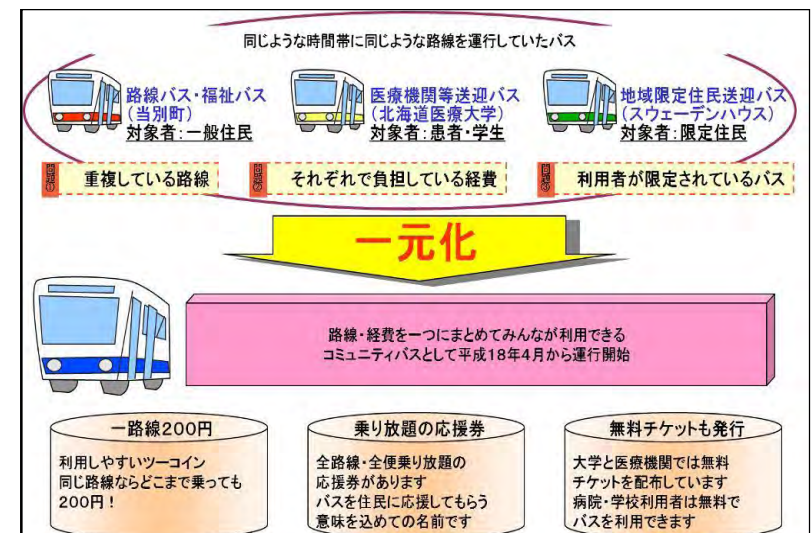 同じような時間帯に同じような路線を運行していたバス
路線バス・福祉バス
(当別町)
対象者:一般住民
医療機関等送迎バス
(北海道医療大学)
対象者:患者・学生
地域限定住民送迎バス
(スウェーデンハウス)
対象者:限定住民
重複している路線
それぞれで負担している経費
利用者が限定されているバス
一元化
路線・経費を一つにまとめてみんなが利用できる
コミュニティバスとして平成18年4月から運行開始
一路線200円
利用しやすいツーコイン
同じ路線ならどこまで乗っても
200円!
乗り放題の応援券
全路線・全便乗り放題の
応援券があります
バスを住民に応援してもらう
意味を込めての名前です
無料チケットも発行
大学と医療機関では無料
チケットを配布しています
病院・学校利用者は無料で
バスを利用できます